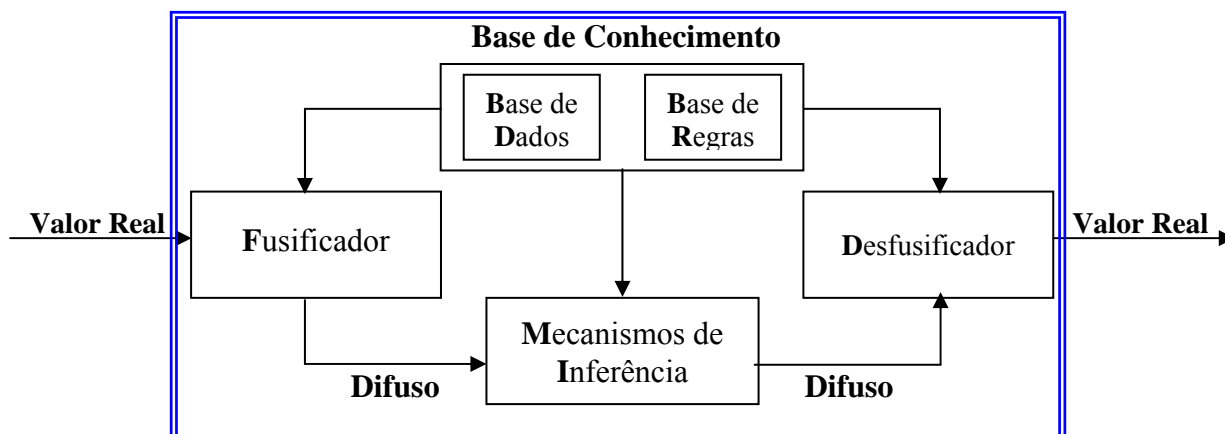 Base de Conhecimento
Base de
Dados
Base de
Regras
Valor Real
Fusificador
Desfusificador
Valor Real
Mecanismos de
Inferência
Difuso
Difuso